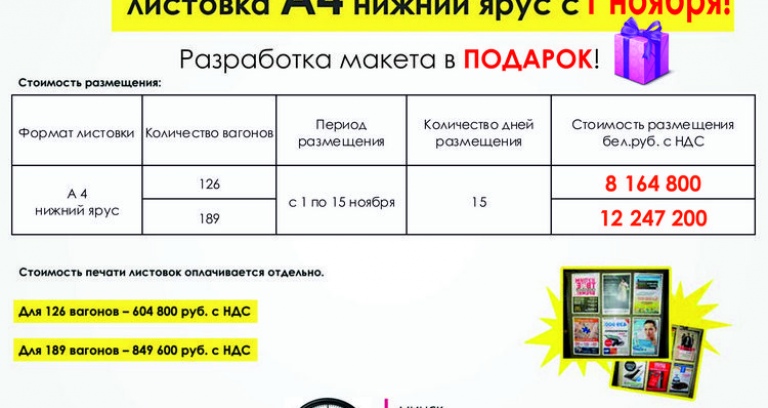 листовка А4 нижний ярус с 1 ноября!
Разработка макета в ПОДАРОК!
Стоимость размещения:
Формат листовки
Количество вагонов
Период
размещения
Количество дней
размещения
Стоимость размещения
бел.руб. с НДС
А 4
нижний ярус
126
с 1 по 15 ноября
15
8 164 800
189
12 247 200
Стоимость печати листовок оплачивается отдельно.
Для 126 вагонов – 604 800 руб. с НДС
Для 189 вагонов – 849 600 руб. с НДС